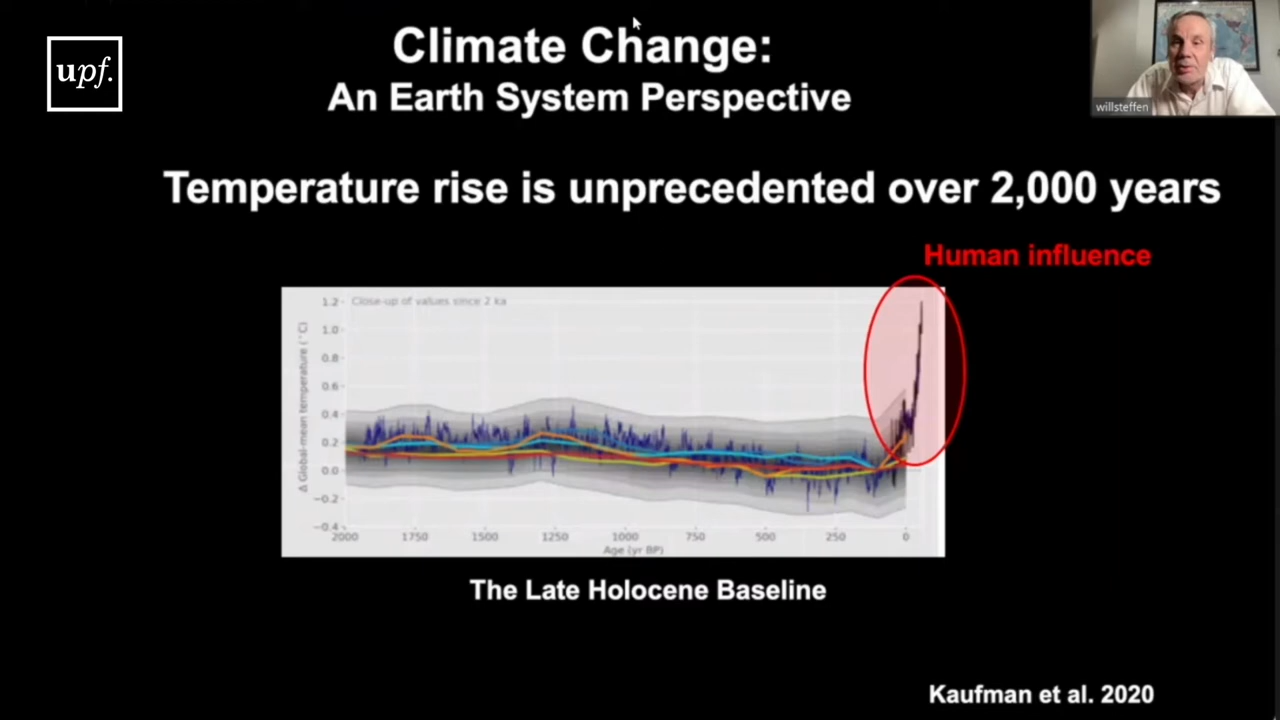 upf.
Climate Change:
An Earth System Perspective
willsteffen
Temperature rise is unprecedented over 2,000 years
Human influence
Close-up of values since 2 ka
Δ Global-mean temperature (°C)
1.2
1.0
0.8
0.6
0.4
0.2
0.0
−0.2
−0.4
2000 1750 1500 1250 1000 750 500 250 0
Age (yr BP)
The Late Holocene Baseline
Kaufman et al. 2020